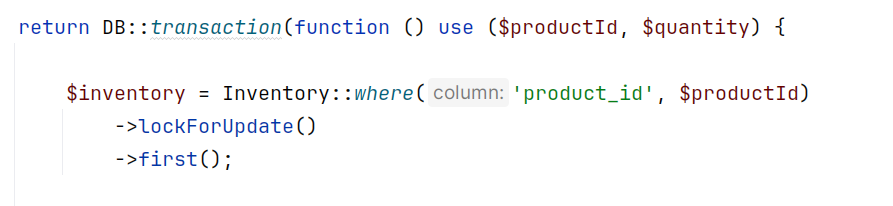 return DB::transaction(function () use ($productId, $quantity) {
$inventory = Inventory::where( column: 'product_id', $productId)
->lockForUpdate()
->first();